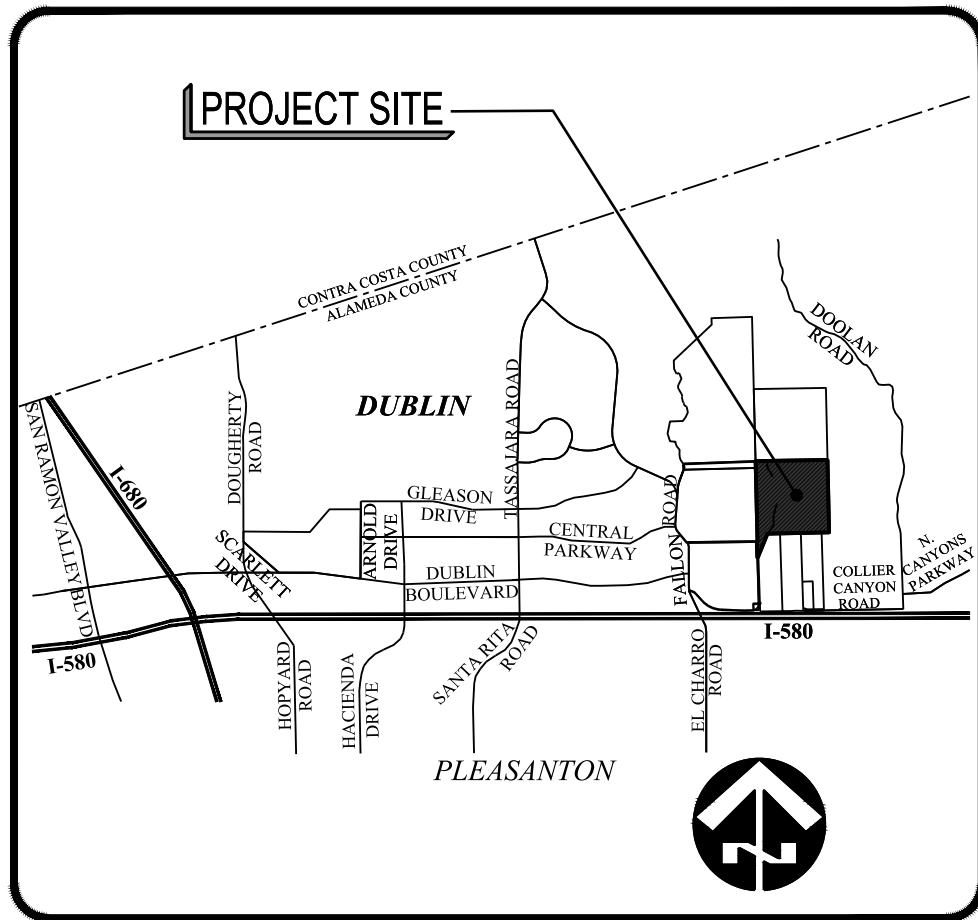 PROJECT SITE
CONTRA COSTA COUNTY
ALAMEDA COUNTY
DOOLAN
ROAD
DUBLIN
TASSAJARA ROAD
DOUGHERTY
ROAD
SAN RAMON VALLEY BLVD
I-680
GLEASON
DRIVE
FALLON ROAD
ARNOLD
DRIVE
CENTRAL
PARKWAY
SCARLETT
DRIVE
DUBLIN
BOULEVARD
COLLIER
CANYON
ROAD
N.
CANYONS
PARKWAY
I-580
I-580
HOPYARD
ROAD
HACIENDA
DRIVE
SANTA RITA
ROAD
EL CHARRO
ROAD
PLEASANTON
N